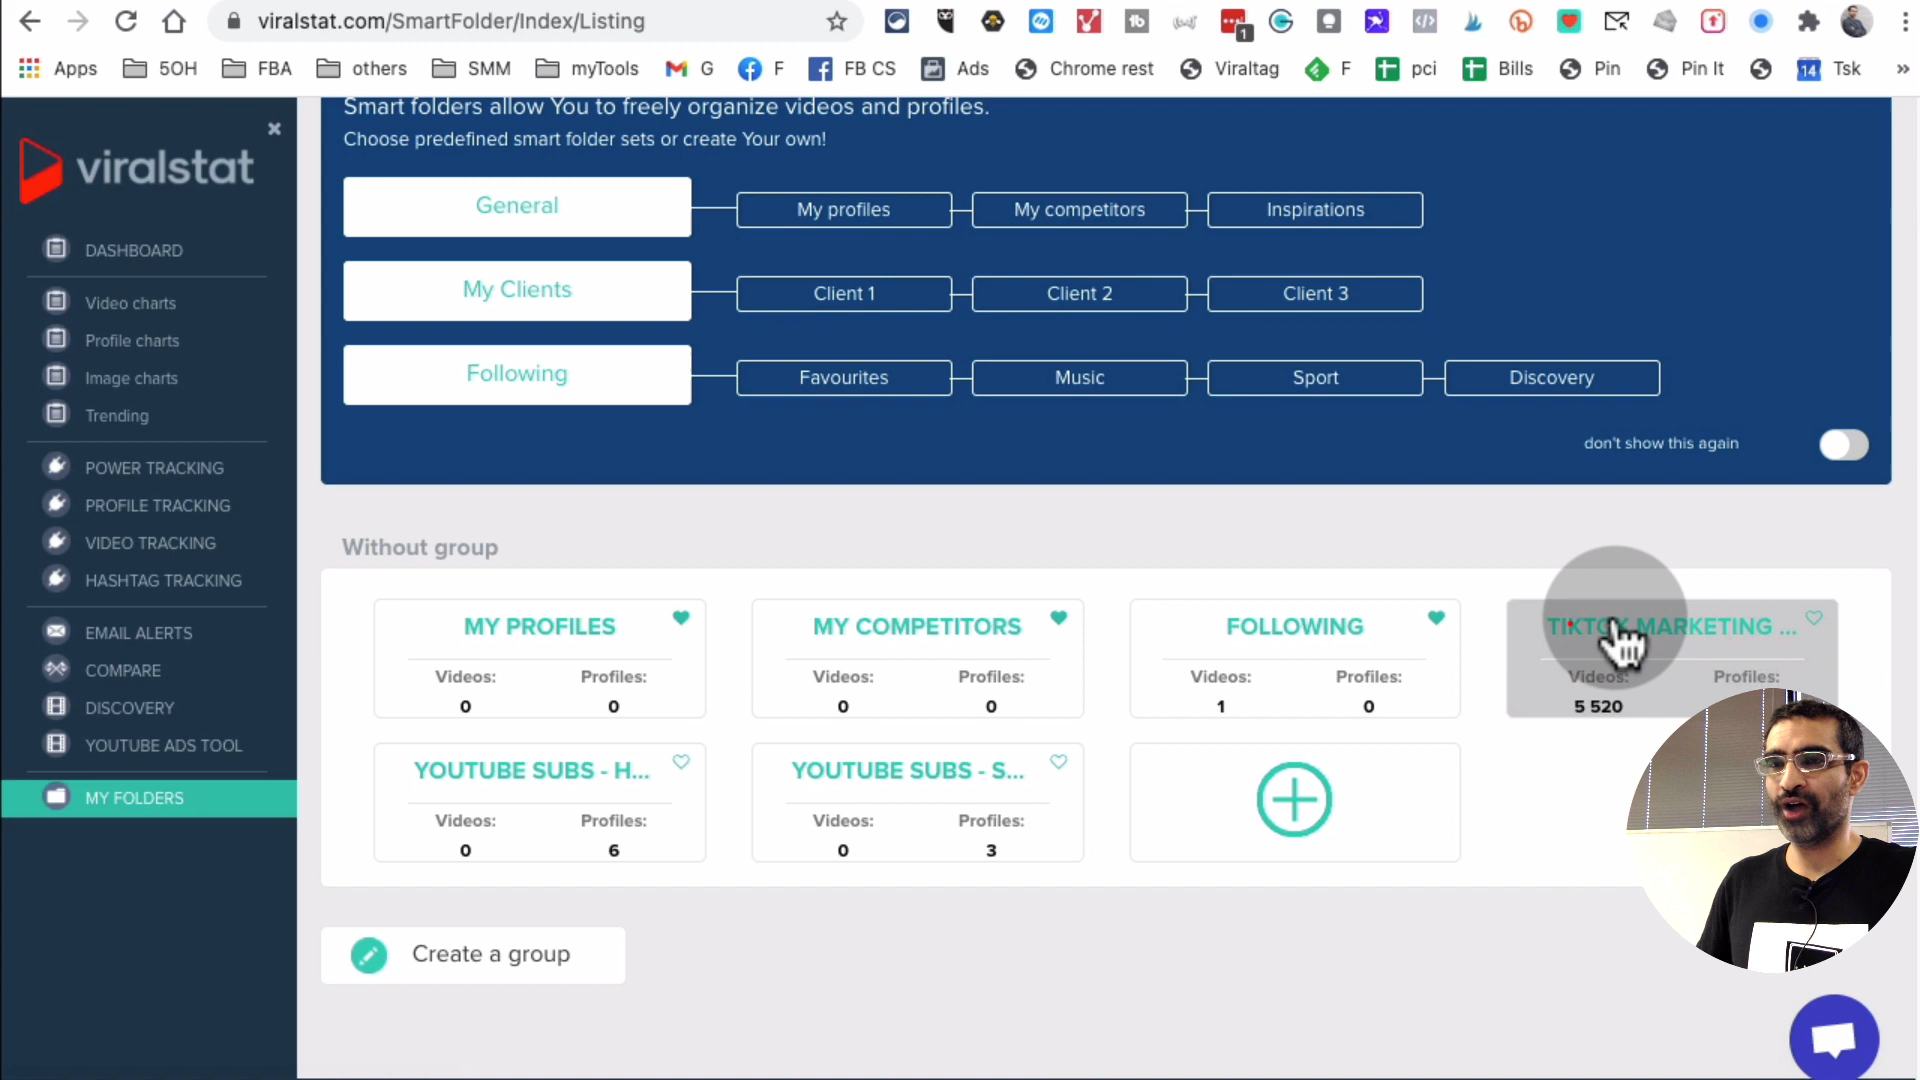 viralstat.com/SmartFolder/Index/Listing
1
Apps 5OH FBA others SMM myTools G F FB CS Ads Chrome rest Viraltag F pci Bills Pin Pin It 14 Tsk »
viralstat
DASHBOARD
Video charts
Profile charts
Image charts
Trending
POWER TRACKING
PROFILE TRACKING
VIDEO TRACKING
HASHTAG TRACKING
EMAIL ALERTS
COMPARE
DISCOVERY
YOUTUBE ADS TOOL
MY FOLDERS
Smart folders allow You to freely organize videos and profiles.
Choose predefined smart folder sets or create Your own!
General My profiles My competitors Inspirations
My Clients Client 1 Client 2 Client 3
Following Favourites Music Sport Discovery
don't show this again
Without group
MY PROFILES
Videos: Profiles:
0 0
MY COMPETITORS
Videos: Profiles:
0 0
FOLLOWING
Videos: Profiles:
1 0
TIKTOK MARKETING ...
Videos: Profiles:
5 520
YOUTUBE SUBS - H...
Videos: Profiles:
0 6
YOUTUBE SUBS - S...
Videos: Profiles:
0 3
Create a group